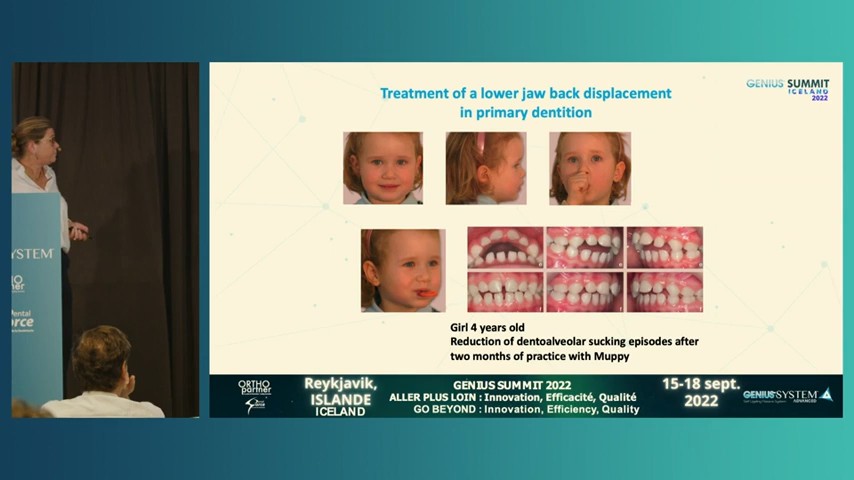 Treatment of a lower jaw back displacement
in primary dentition
GENIUS SUMMIT
ICELAND
2022
YSTEM
Girl 4 years old
Reduction of dentoalveolar sucking episodes after
two months of practice with Muppy
ORTHO
partner
Reykjavik,
ISLANDE
ICELAND
GENIUS SUMMIT 2022
ALLER PLUS LOIN : Innovation, Efficacité, Qualité
GO BEYOND : Innovation, Efficiency, Quality
15-18 sept.
2022
GENIUS SYSTEM
ADVANCED